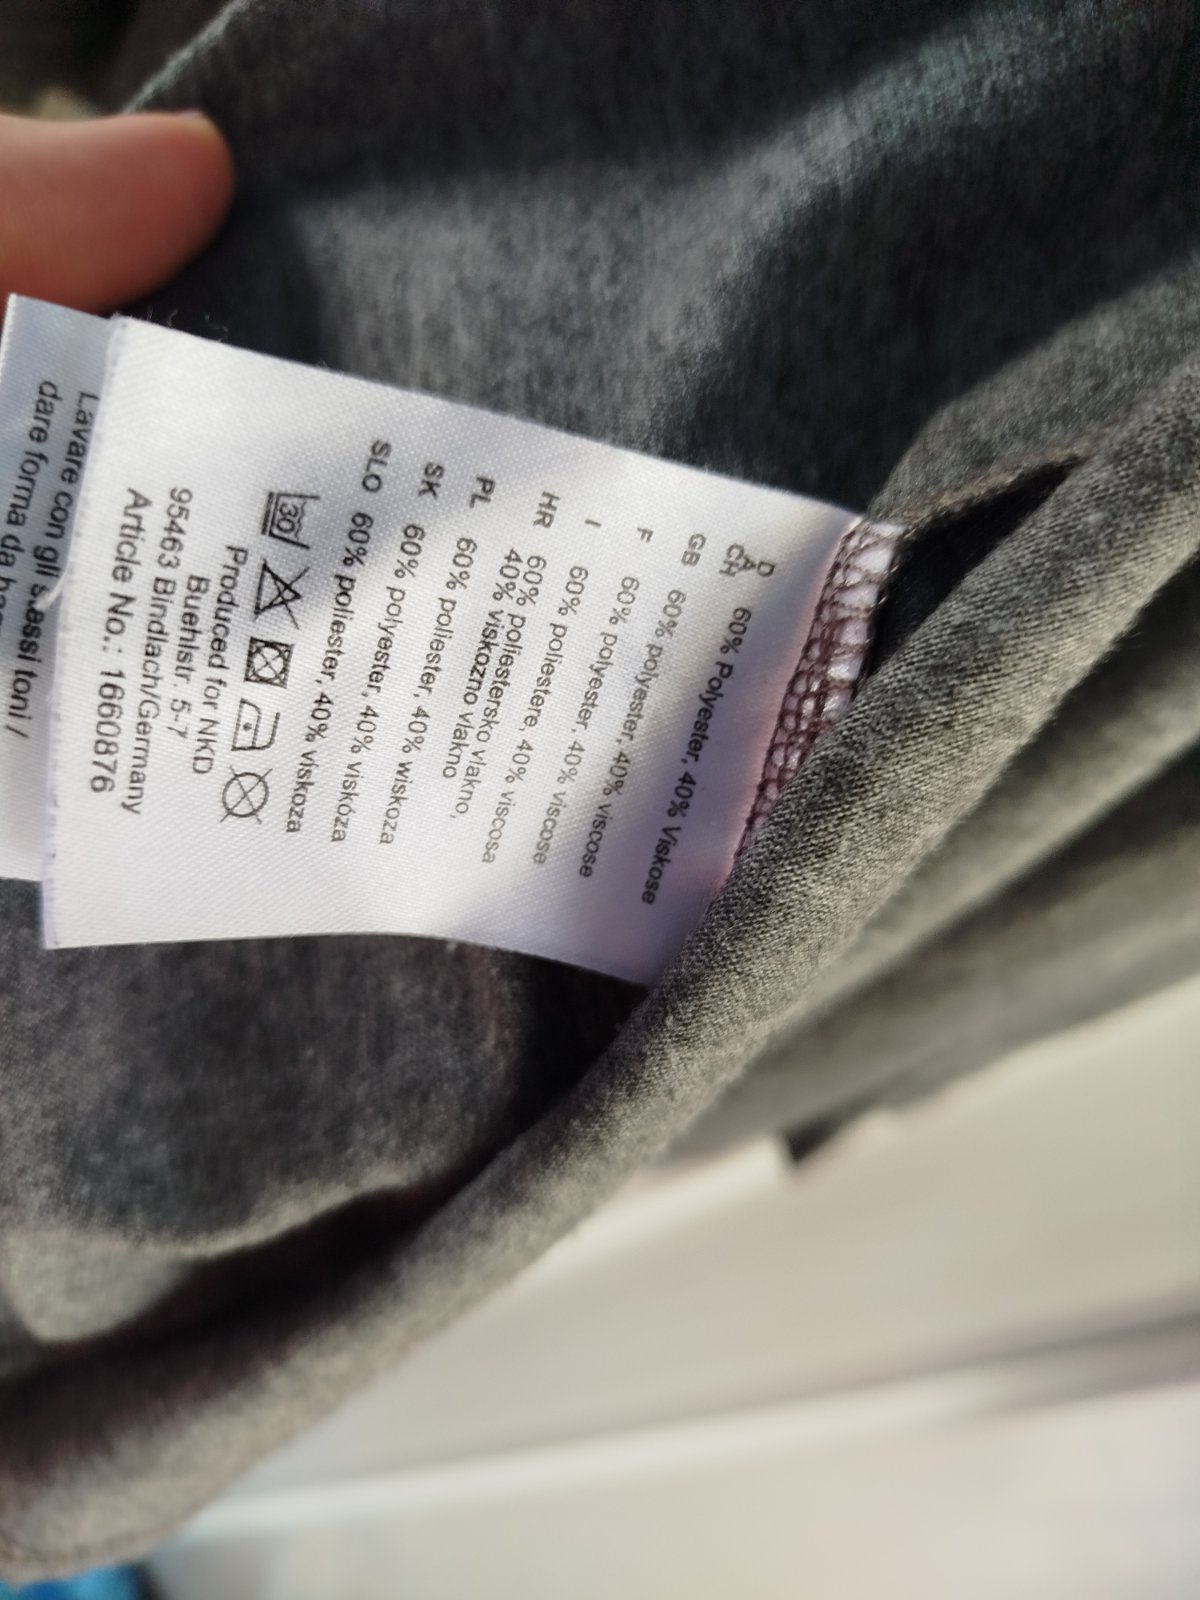 D
A
CH 60% Polyester, 40% Viskose
GB 60% polyester, 40% viscose
F 60% polyester, 40% viscose
I 60% poliestere, 40% viscosa
HR 60% poliestersko vlakno,
40% viskozno vlakno
PL 60% poliester, 40% wiskoza
SK 60% polyester, 40% viskóza
SLO 60% poliester, 40% viskoza
30
Produced for NKD
Buehlstr. 5-7
95463 Bindlach/Germany
Article No.: 1660876
Lavare con gli stessi toni /
dare forma da